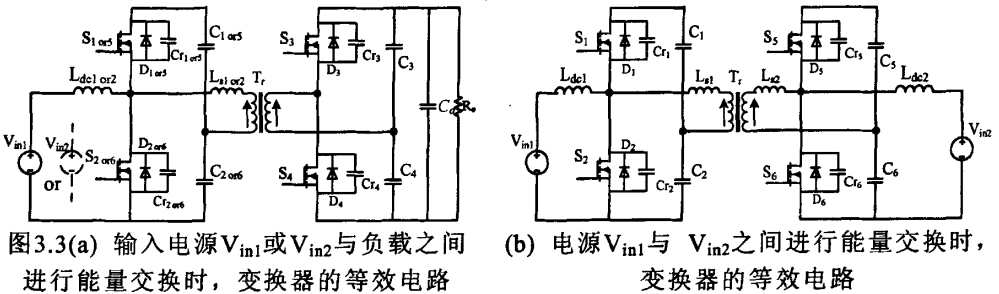 S1 or5
C1 or5
Cr1 or5
D1 or5
S3
Cr3
D3
C3
Ldc1 or2
Ls1 or2
Tr
Vin1
Vin2
or
S2 or6
D2 or6
Cr2 or6
C2 or6
S4
Cr4
D4
C4
Co
Ro
S1
Cr1
D1
C1
S5
Cr5
D5
C5
Ldc1
Ls1
Tr
Ls2
Ldc2
Vin1
Vin2
S2
D2
Cr2
C2
S6
Cr6
D6
C6
图3.3(a) 输入电源Vin1或Vin2与负载之间
进行能量交换时，变换器的等效电路
(b) 电源Vin1与 Vin2之间进行能量交换时，
变换器的等效电路